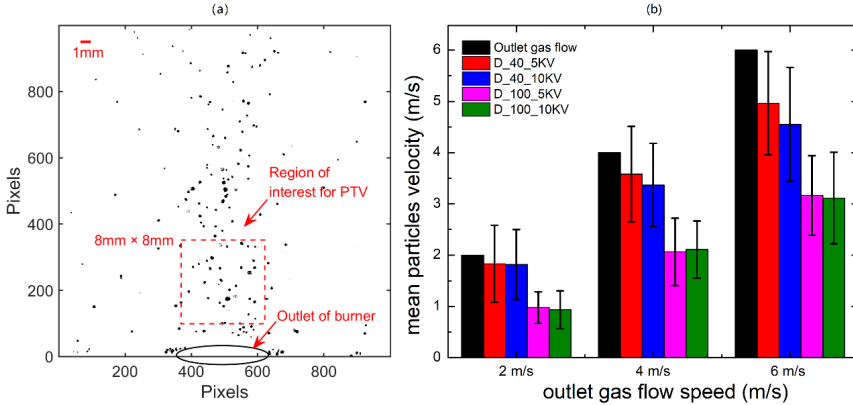 (a)
1mm
800
600
400
200
0
Pixels
Region of
interest for PTV
8mm × 8mm
Outlet of burner
200
400
600
800
Pixels
(b)
6
5
4
3
2
1
0
mean particles velocity (m/s)
Outlet gas flow
D_40_5KV
D_40_10KV
D_100_5KV
D_100_10KV
2 m/s
4 m/s
6 m/s
outlet gas flow speed (m/s)